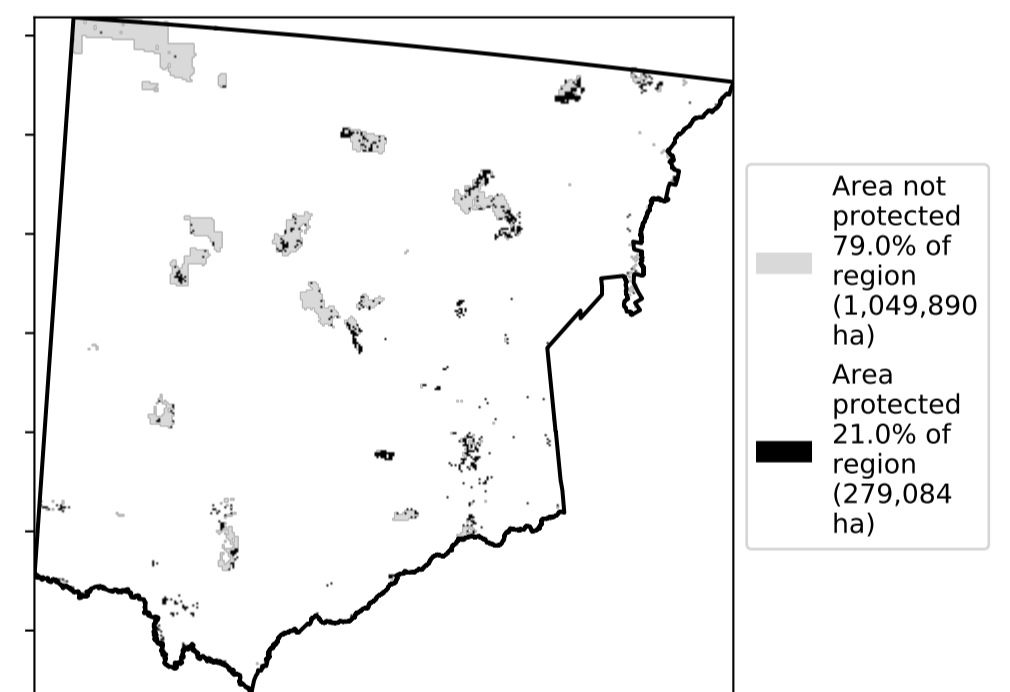 Area not
protected
79.0% of
region
(1,049,890
ha)
Area
protected
21.0% of
region
(279,084
ha)